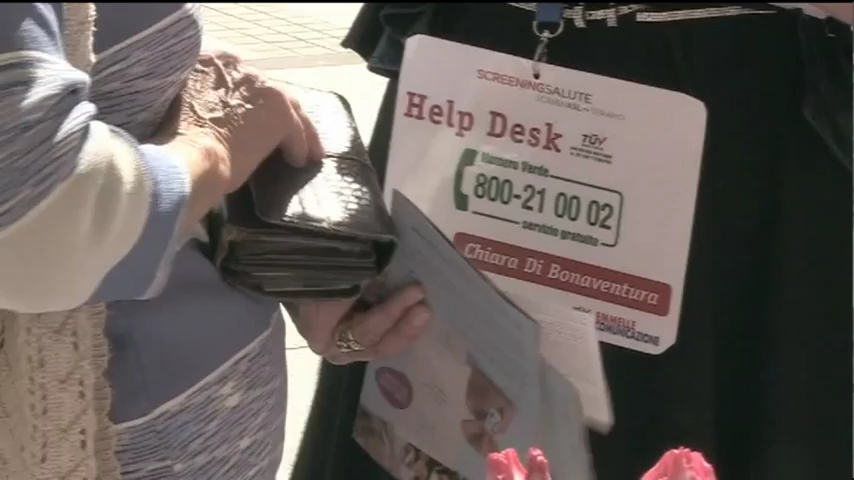 SCREENINGSALUTE
Help Desk
TÜV
Numero Verde
800-21 00 02
servizio gratuito
Chiara Di Bonaventura
EMMELLE
COMUNICAZIONE